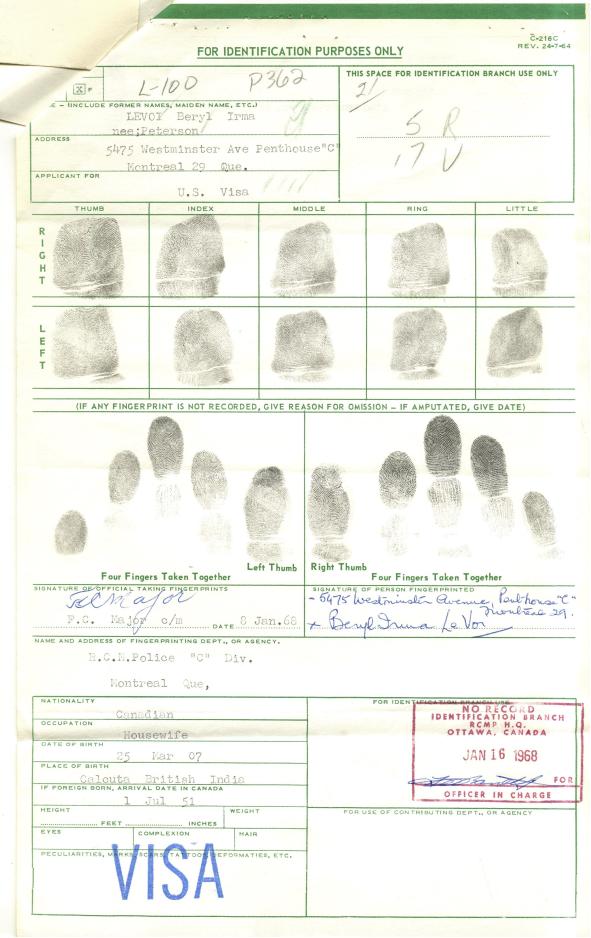 C-216C
REV. 24-7-64
FOR IDENTIFICATION PURPOSES ONLY
X F
L-100 P362
THIS SPACE FOR IDENTIFICATION BRANCH USE ONLY
21
5 R
17 U
E - (INCLUDE FORMER NAMES, MAIDEN NAME, ETC.)
LEVOI Beryl Irma
nee;Peterson
ADDRESS
5475 Westminster Ave Penthouse"C"
Montreal 29 Que.
APPLICANT FOR
U.S. Visa
THUMB INDEX MIDDLE RING LITTLE
RIGHT
LEFT
(IF ANY FINGERPRINT IS NOT RECORDED, GIVE REASON FOR OMISSION - IF AMPUTATED, GIVE DATE)
Four Fingers Taken Together Left Thumb Right Thumb Four Fingers Taken Together
SIGNATURE OF OFFICIAL TAKING FINGERPRINTS
Major
F.C. Major c/m DATE 8 Jan.68
SIGNATURE OF PERSON FINGERPRINTED
- 5475 Westminster Avenue, Penthouse "C"
Montreal 29.
x Beryl Irma Le Voi
NAME AND ADDRESS OF FINGERPRINTING DEPT., OR AGENCY.
R.C.M.Police "C" Div.
Montreal Que,
NATIONALITY
Canadian
OCCUPATION
Housewife
DATE OF BIRTH
25 Mar 07
PLACE OF BIRTH
Calcuta British India
IF FOREIGN BORN, ARRIVAL DATE IN CANADA
1 Jul 51
HEIGHT WEIGHT
FEET INCHES
EYES COMPLEXION HAIR
PECULIARITIES, MARKS, SCARS, TATTOOS, DEFORMATIES, ETC.
VISA
FOR IDENTIFICATION BRANCH USE
NO RECORD
IDENTIFICATION BRANCH
RCMP H.Q.
OTTAWA, CANADA
JAN 16 1968
FOR
OFFICER IN CHARGE
FOR USE OF CONTRIBUTING DEPT., OR AGENCY